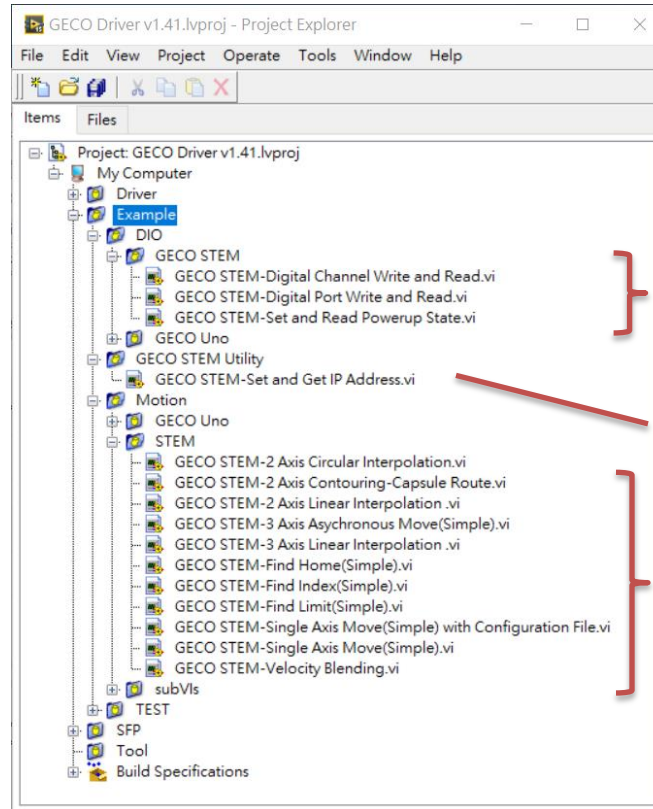 GECO Driver v1.41.lvproj - Project Explorer
File Edit View Project Operate Tools Window Help
Items Files
Project: GECO Driver v1.41.lvproj
My Computer
Driver
Example
DIO
GECO STEM
GECO STEM-Digital Channel Write and Read.vi
GECO STEM-Digital Port Write and Read.vi
GECO STEM-Set and Read Powerup State.vi
GECO Uno
GECO STEM Utility
GECO STEM-Set and Get IP Address.vi
Motion
GECO Uno
STEM
GECO STEM-2 Axis Circular Interpolation.vi
GECO STEM-2 Axis Contouring-Capsule Route.vi
GECO STEM-2 Axis Linear Interpolation .vi
GECO STEM-3 Axis Asychronous Move(Simple).vi
GECO STEM-3 Axis Linear Interpolation .vi
GECO STEM-Find Home(Simple).vi
GECO STEM-Find Index(Simple).vi
GECO STEM-Find Limit(Simple).vi
GECO STEM-Single Axis Move(Simple) with Configuration File.vi
GECO STEM-Single Axis Move(Simple).vi
GECO STEM-Velocity Blending.vi
subVIs
TEST
SFP
Tool
Build Specifications